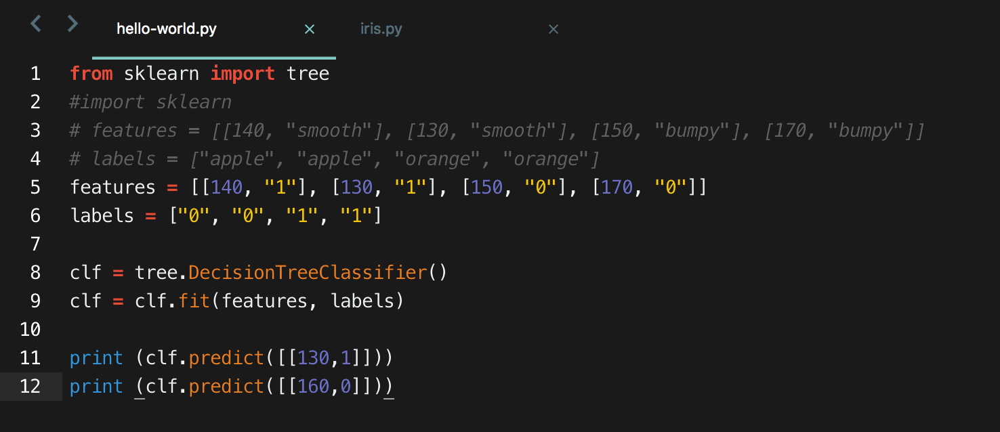 hello-world.py × iris.py ×
1 from sklearn import tree
2 #import sklearn
3 # features = [[140, "smooth"], [130, "smooth"], [150, "bumpy"], [170, "bumpy"]]
4 # labels = ["apple", "apple", "orange", "orange"]
5 features = [[140, "1"], [130, "1"], [150, "0"], [170, "0"]]
6 labels = ["0", "0", "1", "1"]
7
8 clf = tree.DecisionTreeClassifier()
9 clf = clf.fit(features, labels)
10
11 print (clf.predict([[130,1]]))
12 print (clf.predict([[160,0]]))